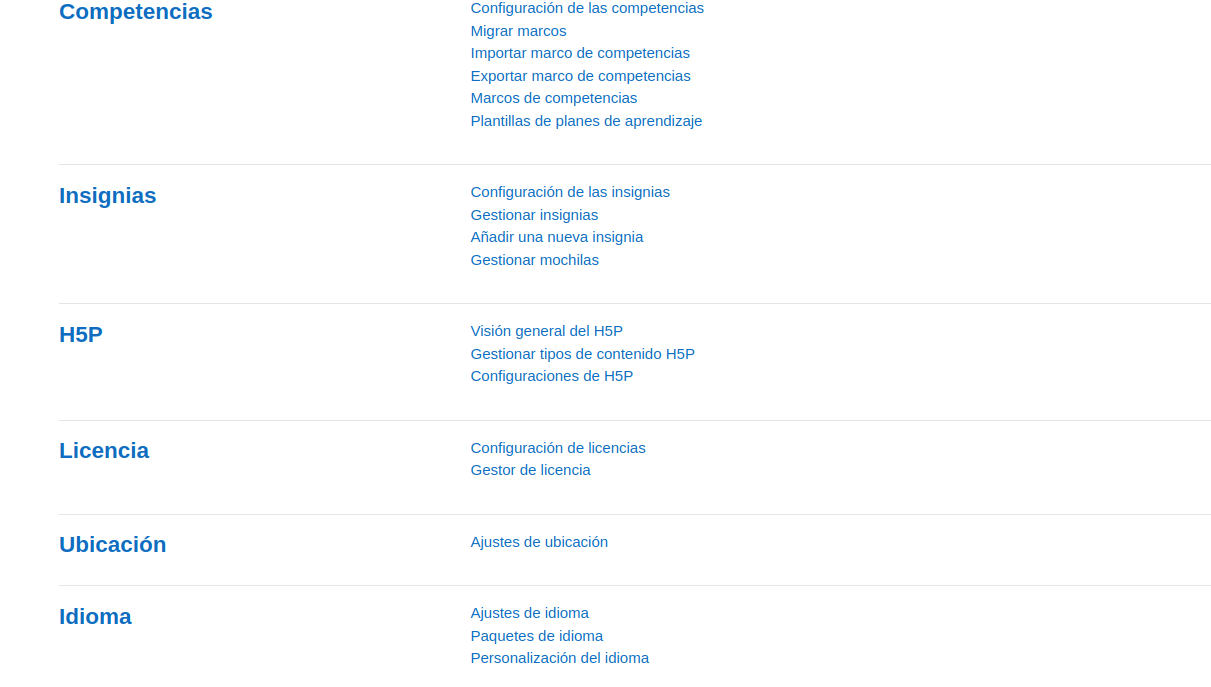 Competencias
Configuración de las competencias
Migrar marcos
Importar marco de competencias
Exportar marco de competencias
Marcos de competencias
Plantillas de planes de aprendizaje
Insignias
Configuración de las insignias
Gestionar insignias
Añadir una nueva insignia
Gestionar mochilas
H5P
Visión general del H5P
Gestionar tipos de contenido H5P
Configuraciones de H5P
Licencia
Configuración de licencias
Gestor de licencia
Ubicación
Ajustes de ubicación
Idioma
Ajustes de idioma
Paquetes de idioma
Personalización del idioma